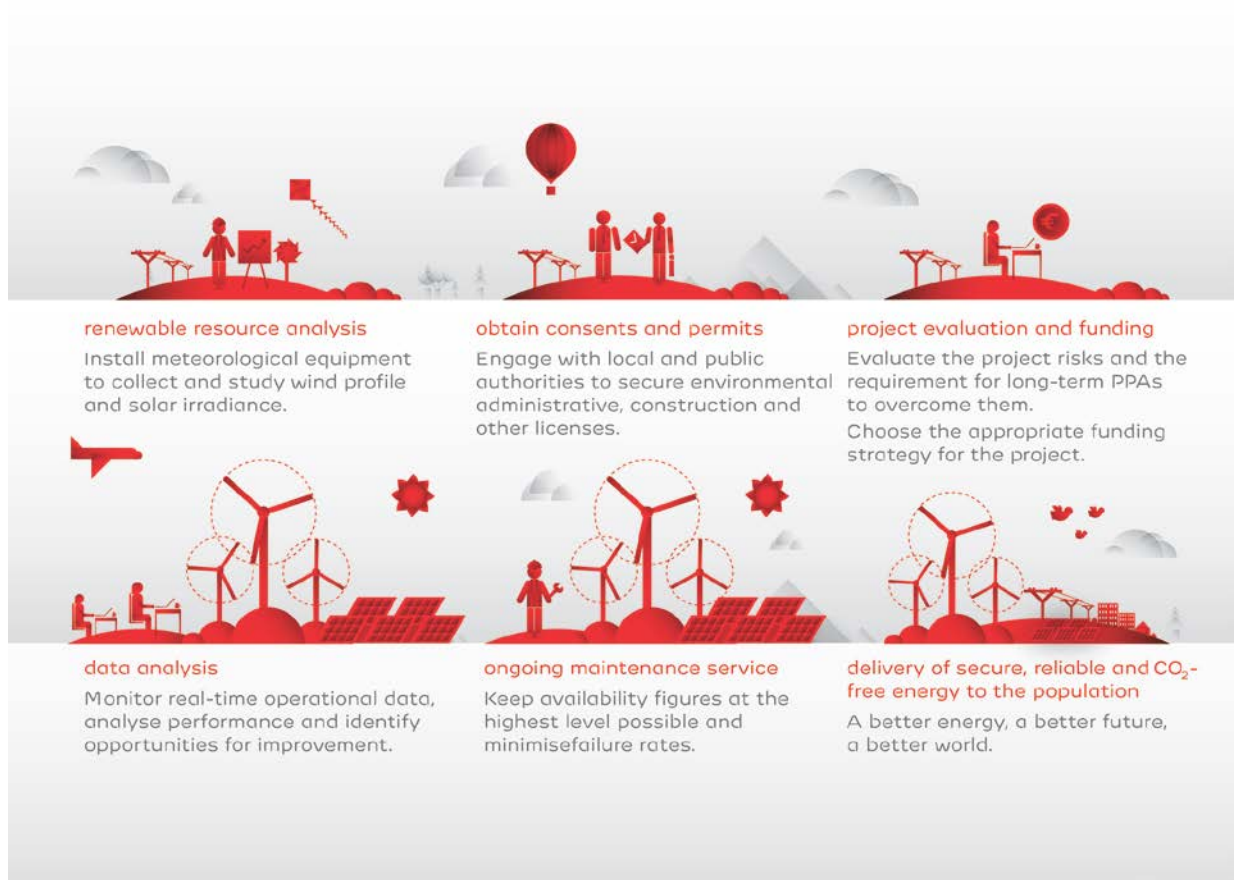 renewable resource analysis
Install meteorological equipment
to collect and study wind profile
and solar irradiance.
obtain consents and permits
Engage with local and public
authorities to secure environmental
administrative, construction and
other licenses.
project evaluation and funding
Evaluate the project risks and the
requirement for long-term PPAs
to overcome them.
Choose the appropriate funding
strategy for the project.
data analysis
Monitor real-time operational data,
analyse performance and identify
opportunities for improvement.
ongoing maintenance service
Keep availability figures at the
highest level possible and
minimisefailure rates.
delivery of secure, reliable and CO₂-
free energy to the population
A better energy, a better future,
a better world.